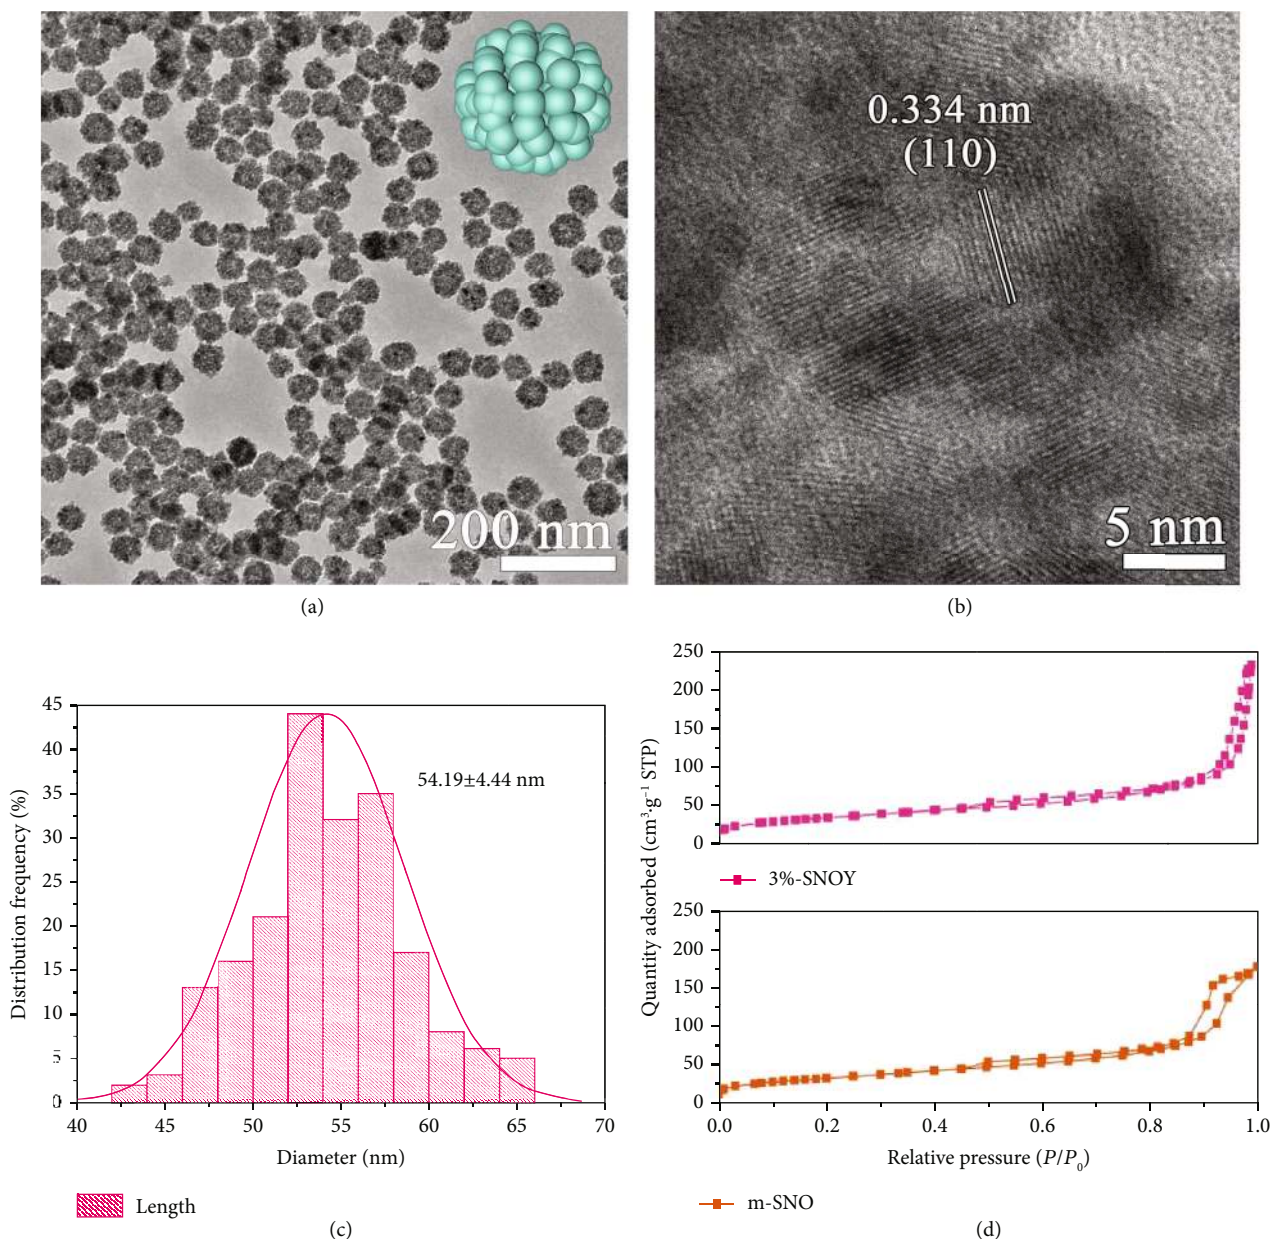 200 nm
(a)
0.334 nm
(110)
5 nm
(b)
Distribution frequency (%)
45
40
35
30
25
20
15
10
5
0
54.19±4.44 nm
40 45 50 55 60 65 70
Diameter (nm)
Length
(c)
Quantity adsorbed (cm³·g⁻¹ STP)
250
200
150
100
50
0
3%-SNOY
250
200
150
100
50
0
0.0 0.2 0.4 0.6 0.8 1.0
Relative pressure (P/P₀)
m-SNO
(d)